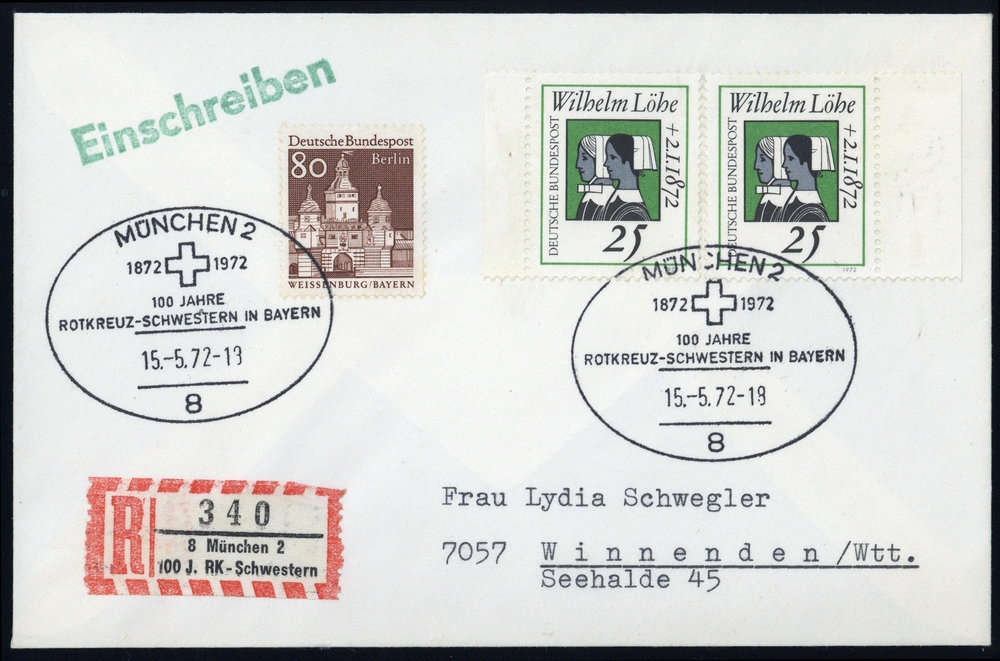 Einschreiben
Deutsche Bundespost
80 Berlin
WEISSENBURG/BAYERN
Wilhelm Löhe
+2.1.1872
DEUTSCHE BUNDESPOST
25
Wilhelm Löhe
+2.1.1872
DEUTSCHE BUNDESPOST
25
1972
MÜNCHEN 2
1872 1972
100 JAHRE
ROTKREUZ-SCHWESTERN IN BAYERN
15.-5.72-18
8
MÜNCHEN 2
1872 1972
100 JAHRE
ROTKREUZ-SCHWESTERN IN BAYERN
15.-5.72-18
8
R
340
8 München 2
100 J. RK-Schwestern
Frau Lydia Schwegler
7057 Winnenden/Wtt.
Seehalde 45